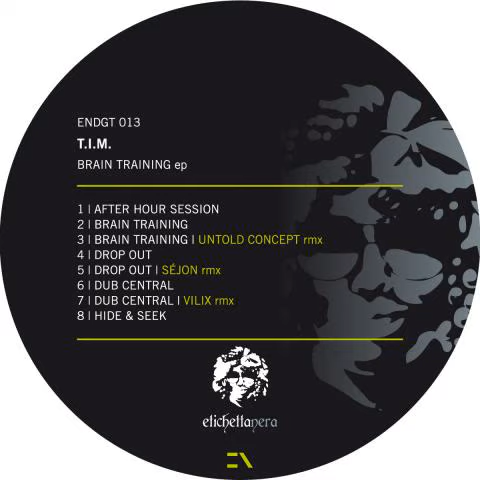 ENDGT 013
T.I.M.
BRAIN TRAINING ep
1 | AFTER HOUR SESSION
2 | BRAIN TRAINING
3 | BRAIN TRAINING | UNTOLD CONCEPT rmx
4 | DROP OUT
5 | DROP OUT | SÉJON rmx
6 | DUB CENTRAL
7 | DUB CENTRAL | VILIX rmx
8 | HIDE & SEEK
etichettanera